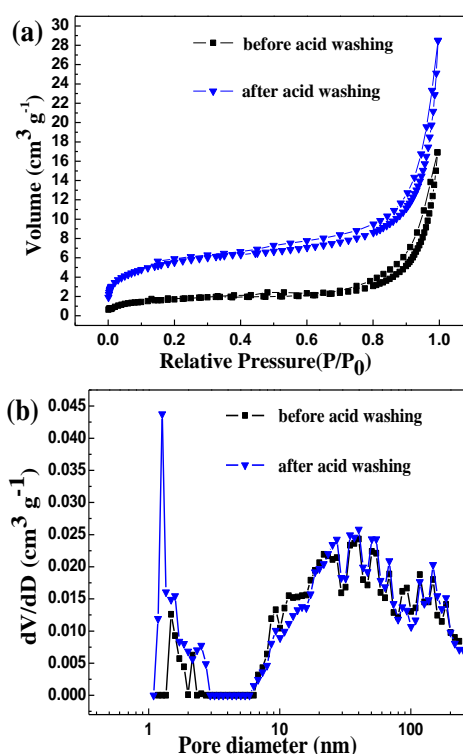 (a)
30
28
26
24
22
20
18
16
14
12
10
8
6
4
2
0
Volume (cm³ g⁻¹)
before acid washing
after acid washing
0.0 0.2 0.4 0.6 0.8 1.0
Relative Pressure(P/P₀)
(b)
0.045
0.040
0.035
0.030
0.025
0.020
0.015
0.010
0.005
0.000
dV/dD (cm³ g⁻¹)
before acid washing
after acid washing
1 10 100
Pore diameter (nm)